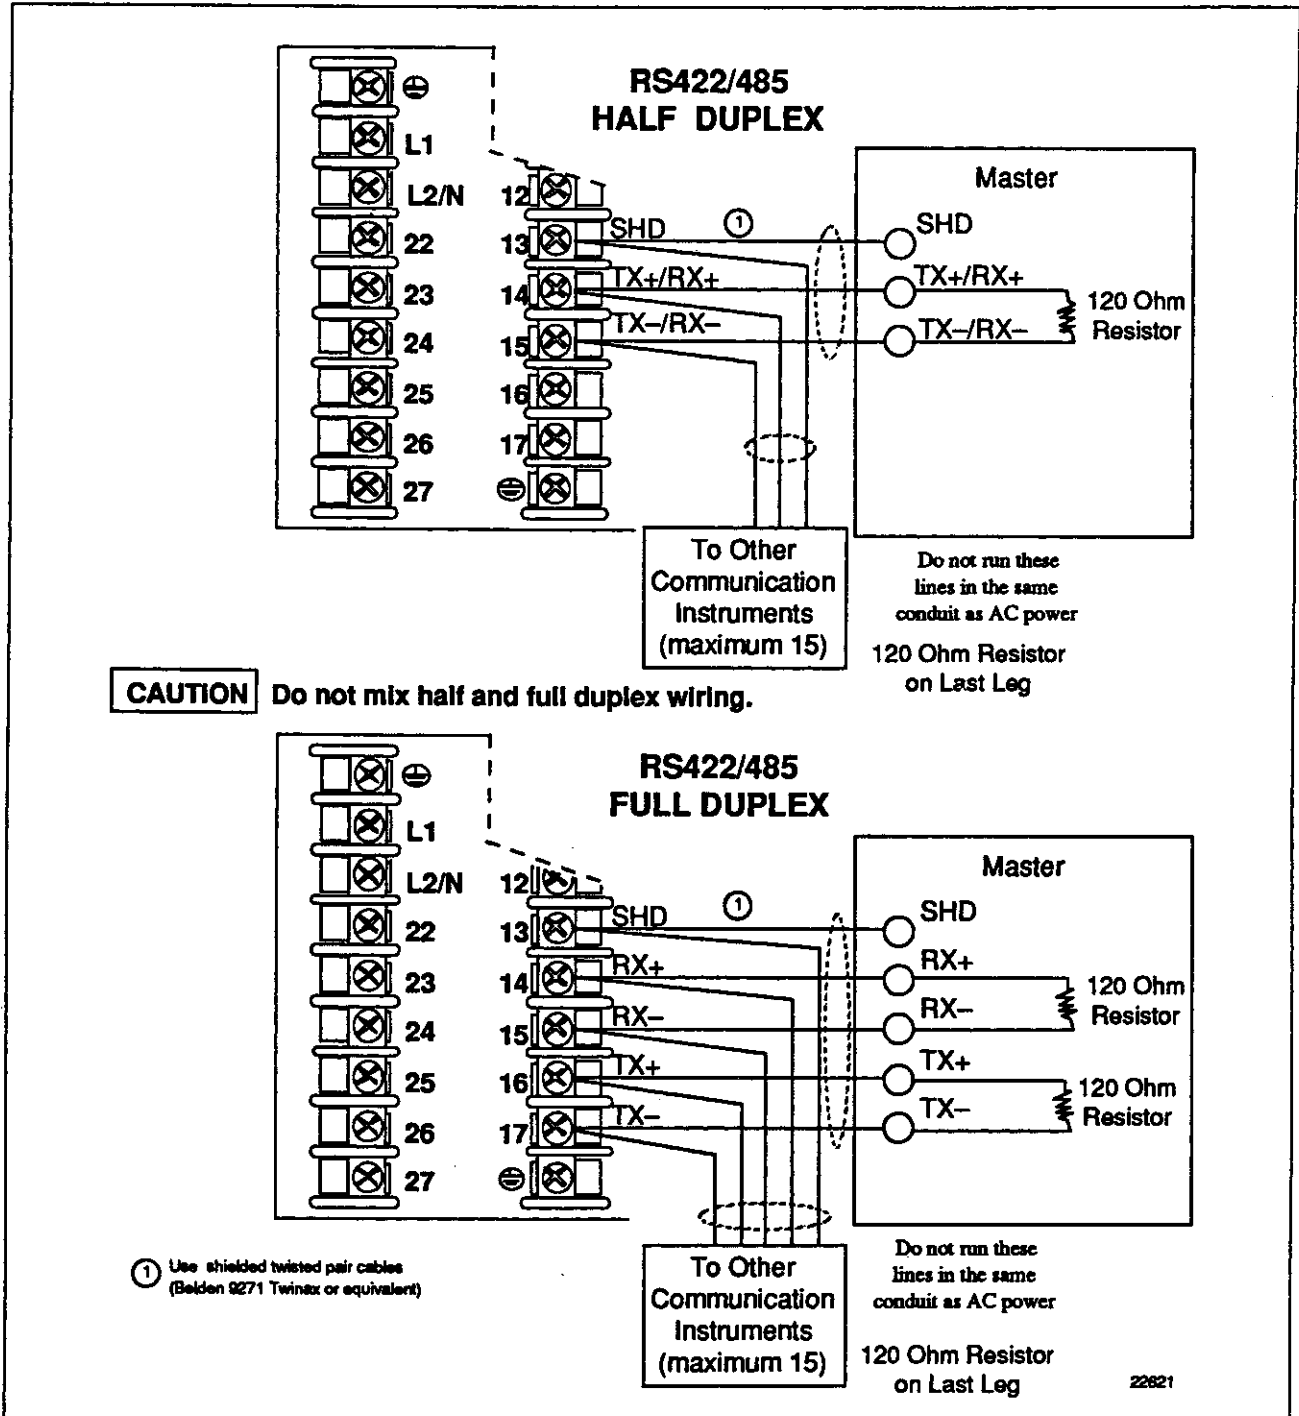 RS422/485
HALF DUPLEX
L1
L2/N
22
23
24
25
26
27
12
13
14
15
16
17
SHD
TX+/RX+
TX–/RX–
1
Master
SHD
TX+/RX+
TX–/RX–
120 Ohm
Resistor
To Other
Communication
Instruments
(maximum 15)
Do not run these
lines in the same
conduit as AC power
120 Ohm Resistor
on Last Leg
CAUTION Do not mix half and full duplex wiring.
RS422/485
FULL DUPLEX
L1
L2/N
22
23
24
25
26
27
12
13
14
15
16
17
SHD
RX+
RX–
TX+
TX–
1
Master
SHD
RX+
RX–
TX+
TX–
120 Ohm
Resistor
120 Ohm
Resistor
1 Use shielded twisted pair cables
(Belden 9271 Twinax or equivalent)
To Other
Communication
Instruments
(maximum 15)
Do not run these
lines in the same
conduit as AC power
120 Ohm Resistor
on Last Leg
22621